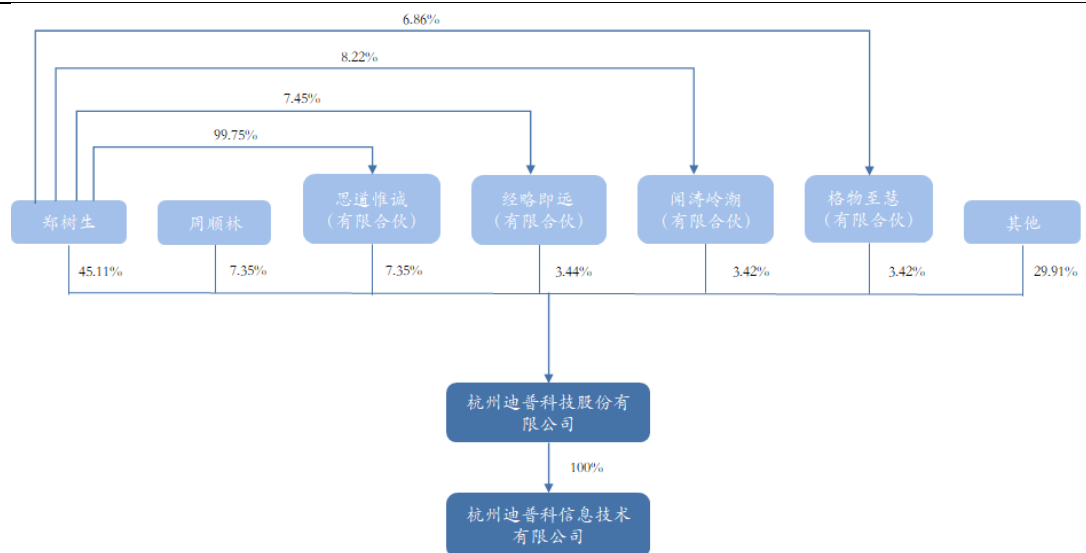 6.86%
8.22%
7.45%
99.75%
郑树生
周顺林
思道惟诚
(有限合伙)
经略即远
(有限合伙)
闻涛岭潮
(有限合伙)
格物至慧
(有限合伙)
其他
45.11%
7.35%
7.35%
3.44%
3.42%
3.42%
29.91%
杭州迪普科技股份有
限公司
100%
杭州迪普科信息技术
有限公司